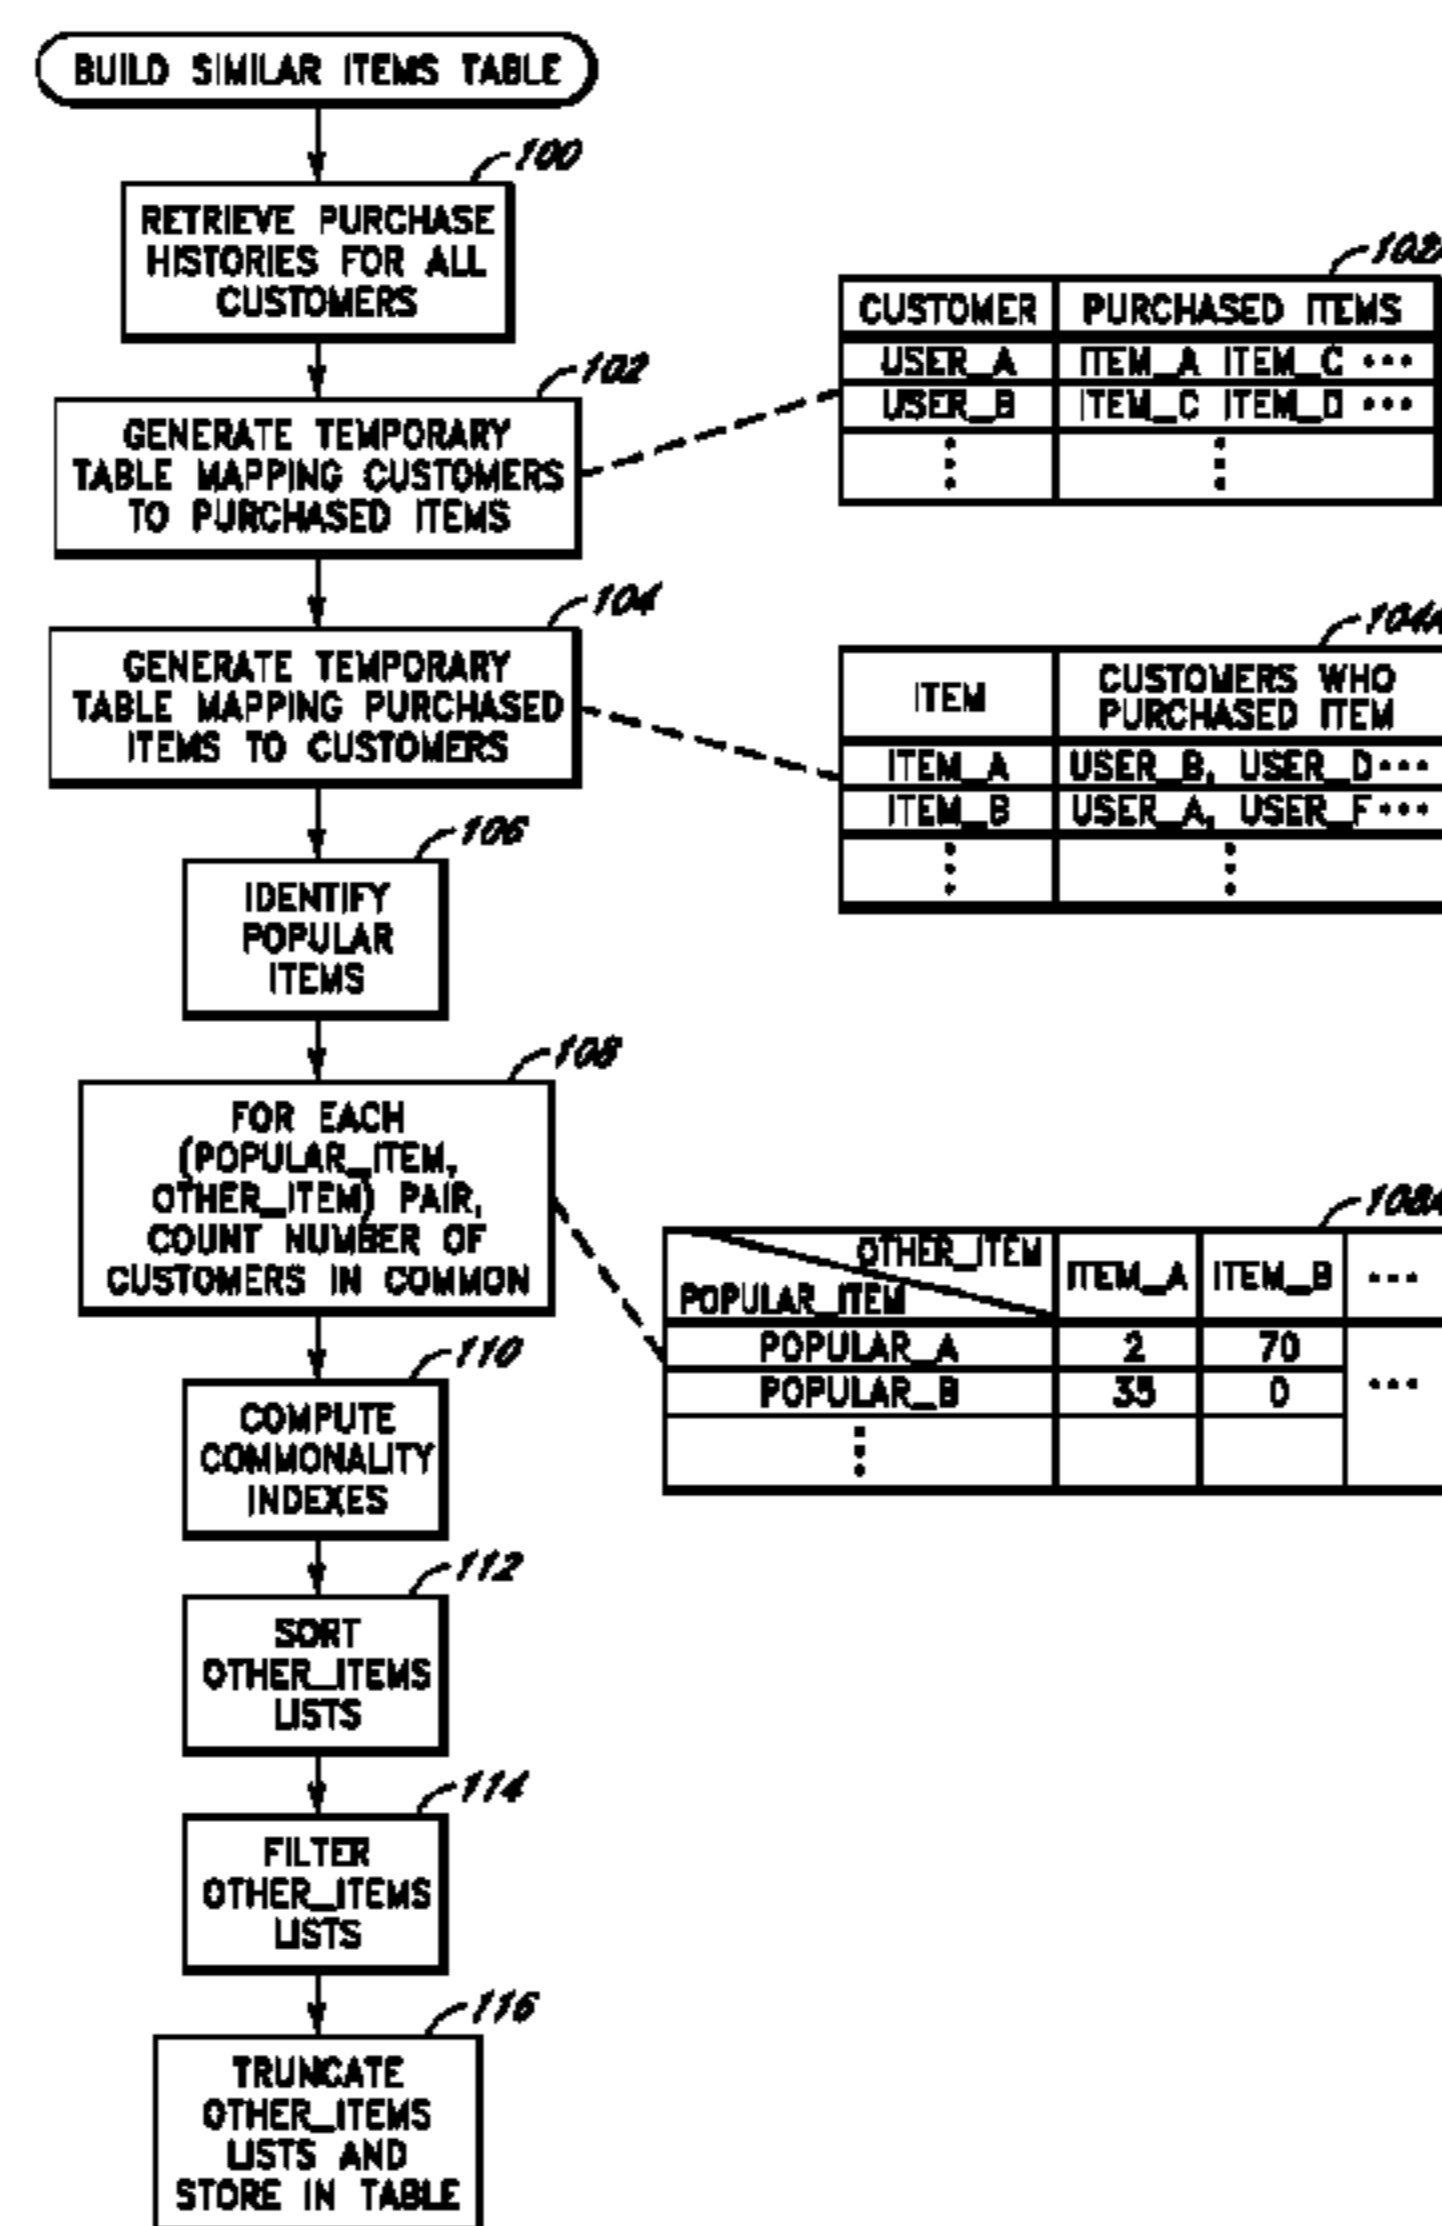 BUILD SIMILAR ITEMS TABLE
100
RETRIEVE PURCHASE
HISTORIES FOR ALL
CUSTOMERS
102
GENERATE TEMPORARY
TABLE MAPPING CUSTOMERS
TO PURCHASED ITEMS
102A
CUSTOMER PURCHASED ITEMS
USER_A ITEM_A ITEM_C •••
USER_B ITEM_C ITEM_D •••
104
GENERATE TEMPORARY
TABLE MAPPING PURCHASED
ITEMS TO CUSTOMERS
104A
ITEM CUSTOMERS WHO
PURCHASED ITEM
ITEM_A USER_B, USER_D•••
ITEM_B USER_A, USER_F•••
106
IDENTIFY
POPULAR
ITEMS
108
FOR EACH
(POPULAR_ITEM,
OTHER_ITEM) PAIR,
COUNT NUMBER OF
CUSTOMERS IN COMMON
108A
OTHER_ITEM ITEM_A ITEM_B •••
POPULAR_ITEM
POPULAR_A 2 70
POPULAR_B 35 0 •••
110
COMPUTE
COMMONALITY
INDEXES
112
SORT
OTHER_ITEMS
LISTS
114
FILTER
OTHER_ITEMS
LISTS
116
TRUNCATE
OTHER_ITEMS
LISTS AND
STORE IN TABLE